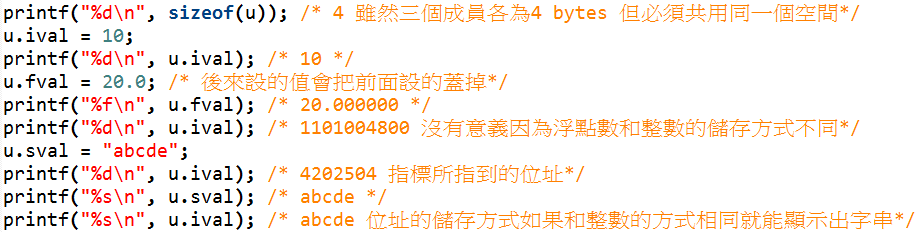 printf("%d\n", sizeof(u)); /* 4 雖然三個成員各為4 bytes 但必須共用同一個空間*/
u.ival = 10;
printf("%d\n", u.ival); /* 10 */
u.fval = 20.0; /* 後來設的值會把前面設的蓋掉*/
printf("%f\n", u.fval); /* 20.000000 */
printf("%d\n", u.ival); /* 1101004800 沒有意義因為浮點數和整數的儲存方式不同*/
u.sval = "abcde";
printf("%d\n", u.ival); /* 4202504 指標所指到的位址*/
printf("%s\n", u.sval); /* abcde */
printf("%s\n", u.ival); /* abcde 位址的儲存方式如果和整數的方式相同就能顯示出字串*/